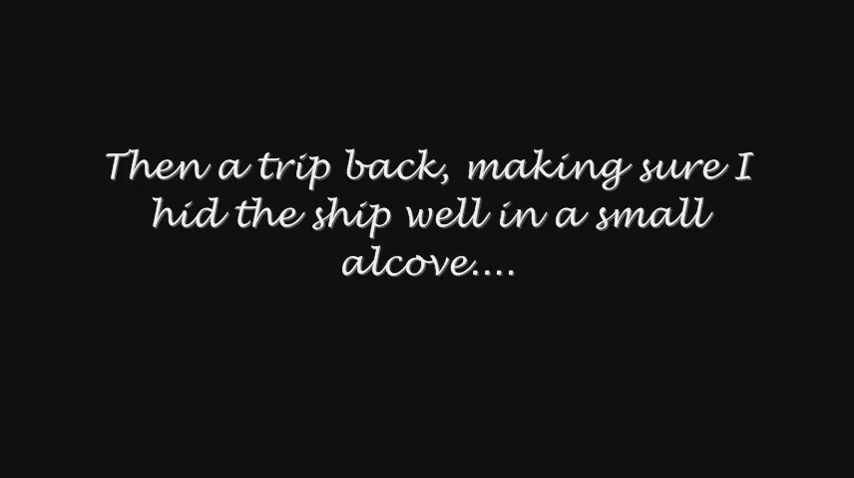 Then a trip back, making sure I
hid the ship well in a small
alcove....